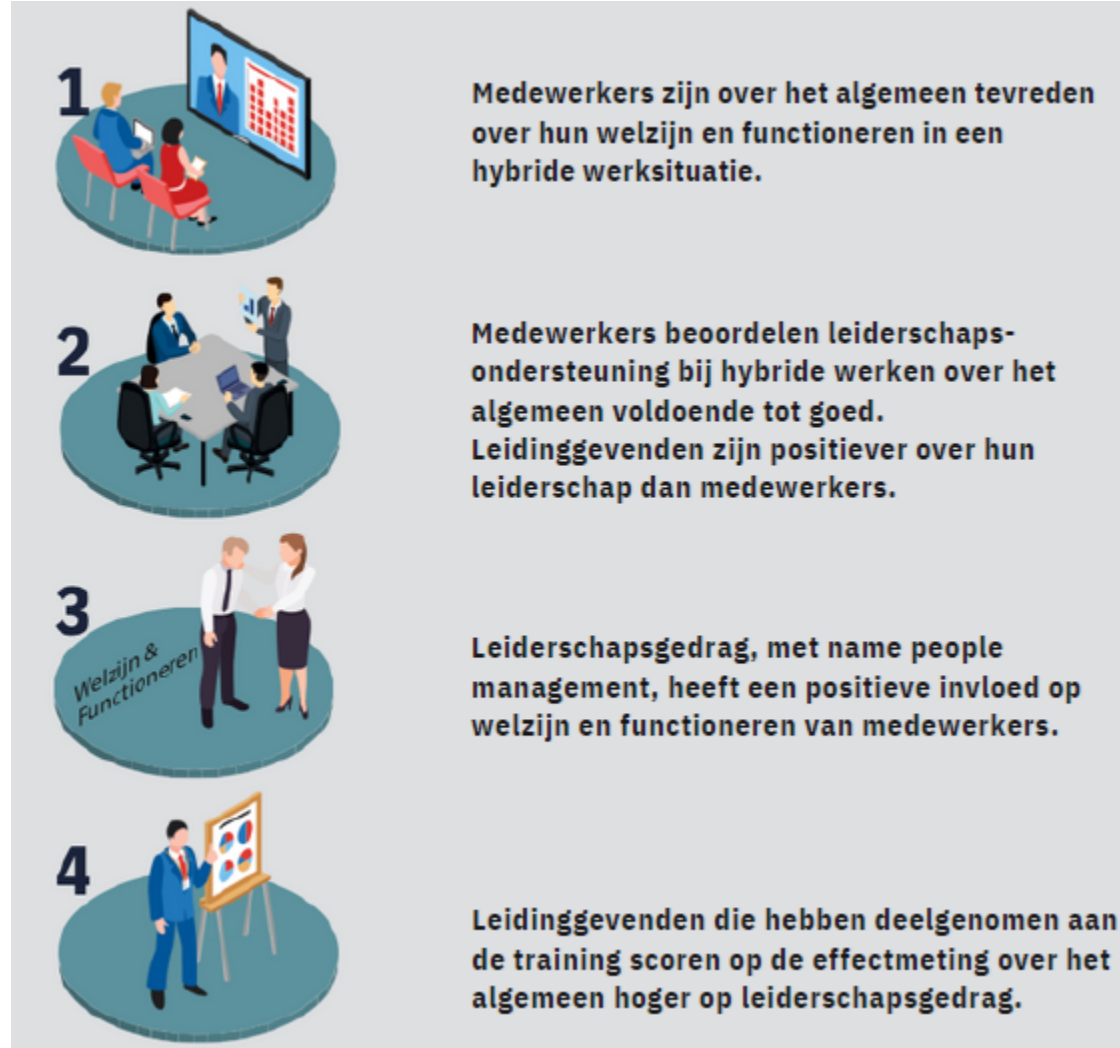 1
Medewerkers zijn over het algemeen tevreden
over hun welzijn en functioneren in een
hybride werksituatie.
2
Medewerkers beoordelen leiderschaps-
ondersteuning bij hybride werken over het
algemeen voldoende tot goed.
Leidinggevenden zijn positiever over hun
leiderschap dan medewerkers.
3
Welzijn &
Functioneren
Leiderschapsgedrag, met name people
management, heeft een positieve invloed op
welzijn en functioneren van medewerkers.
4
Leidinggevenden die hebben deelgenomen aan
de training scoren op de effectmeting over het
algemeen hoger op leiderschapsgedrag.